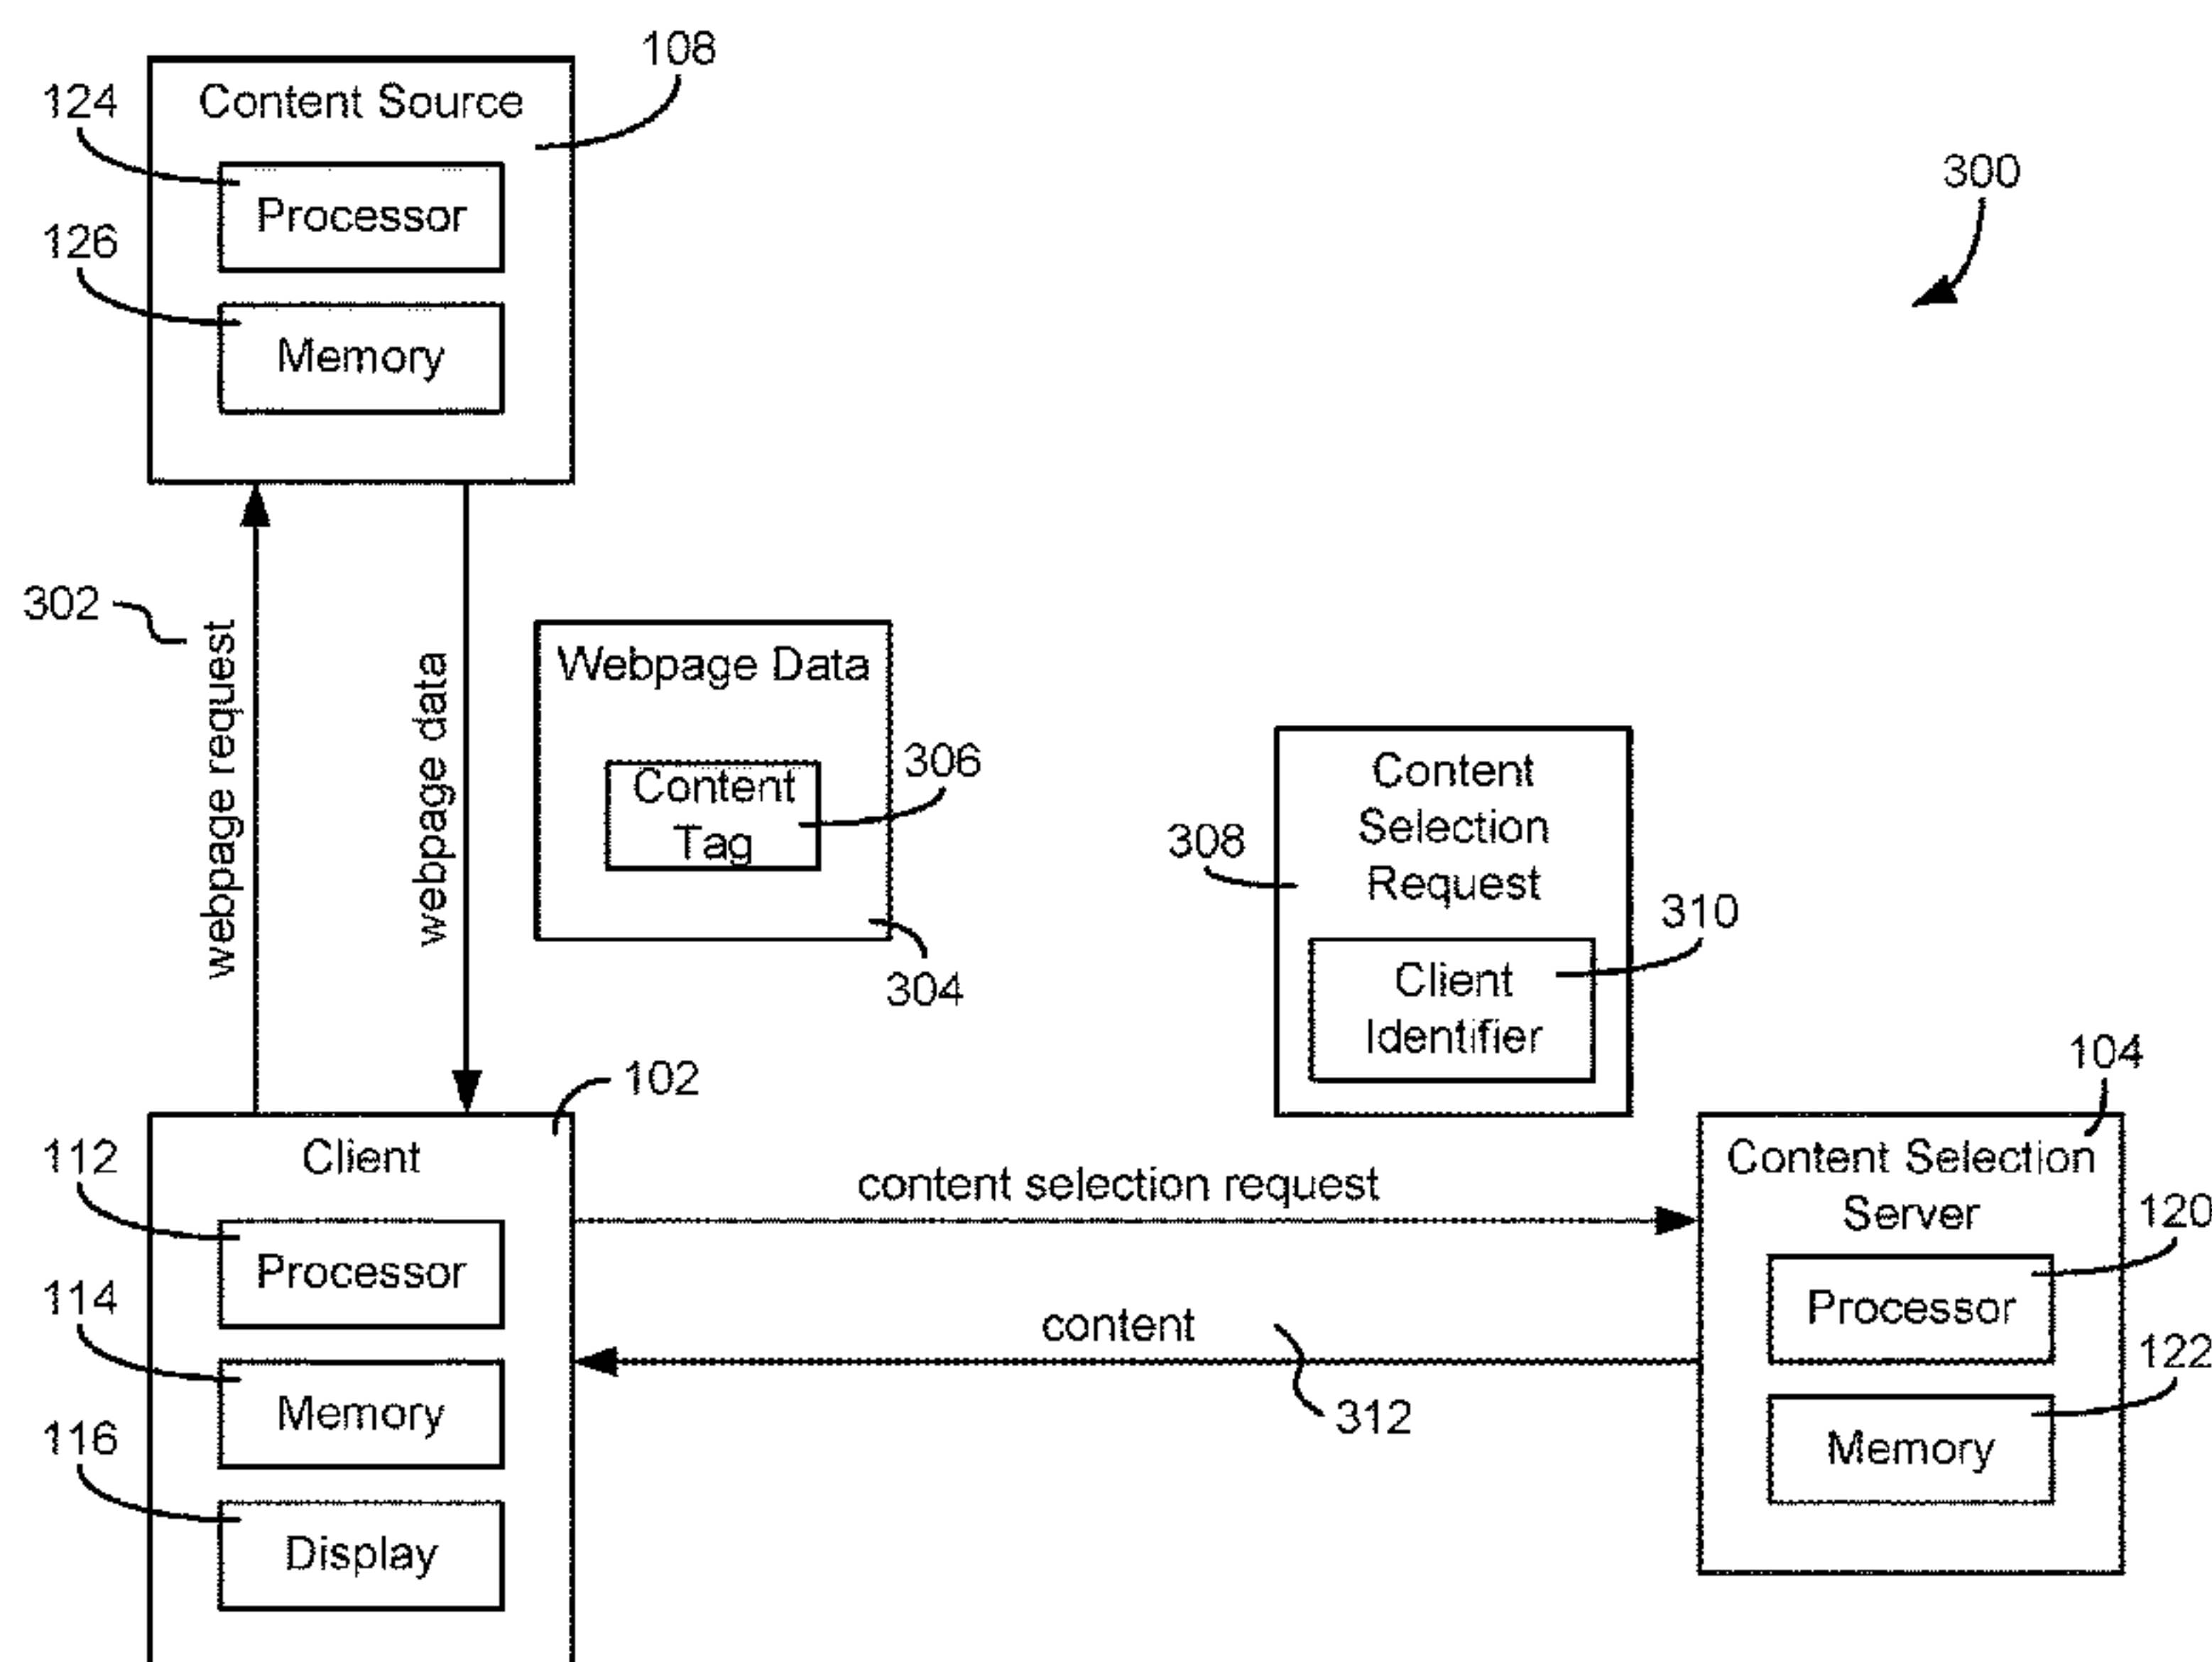 108
Content Source
124
Processor
126
Memory
300
302
webpage request
webpage data
Webpage Data
306
Content
Tag
304
Content
Selection
Request
308
310
Client
Identifier
102
Client
112
Processor
114
Memory
116
Display
content selection request
content
312
104
Content Selection
Server
120
Processor
122
Memory